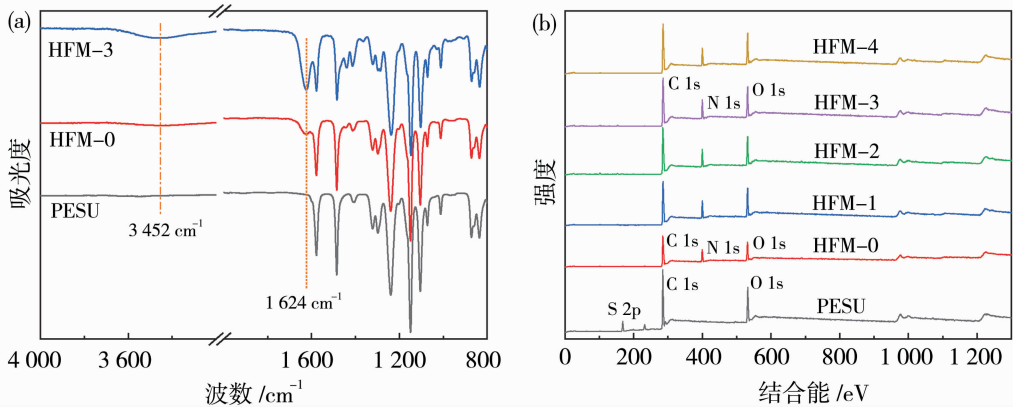 (a)
HFM-3
HFM-0
PESU
3 452 cm⁻¹
1 624 cm⁻¹
吸光度
4 000
3 600
1 600
1 200
800
波数 /cm⁻¹
(b)
HFM-4
C 1s
N 1s
O 1s
HFM-3
HFM-2
HFM-1
C 1s
N 1s
O 1s
HFM-0
C 1s
O 1s
S 2p
PESU
强度
0
200
400
600
800
1 000
1 200
结合能 /eV